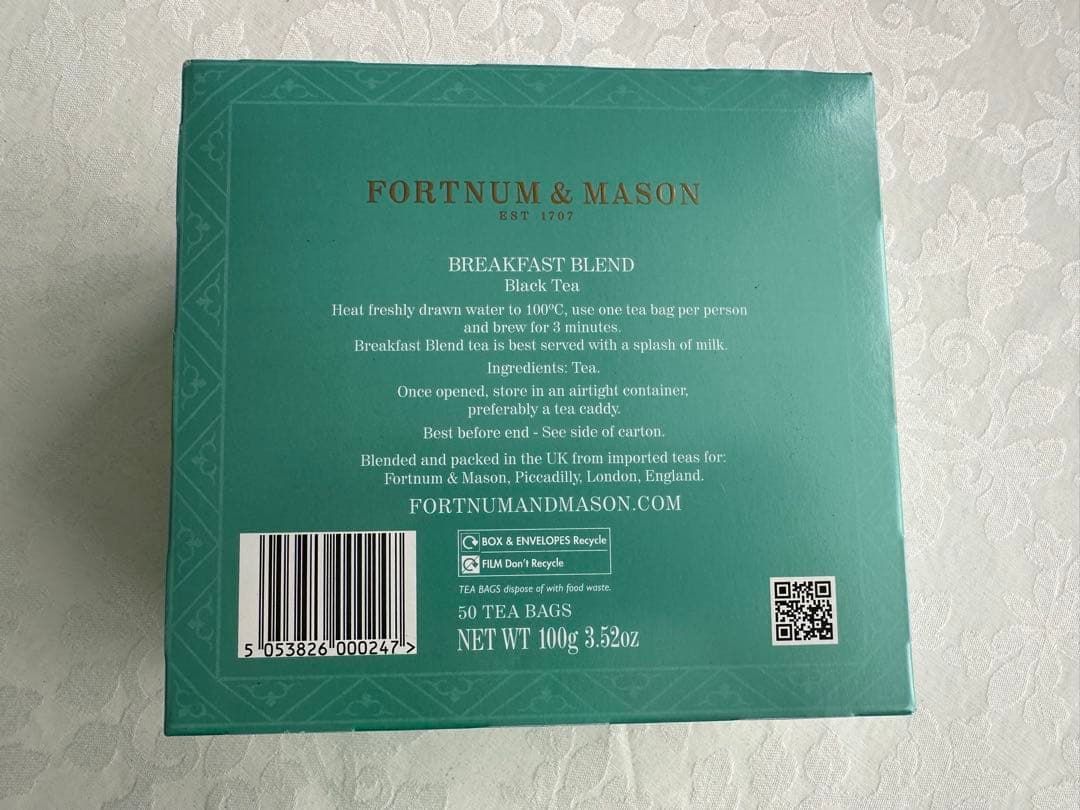 FORTNUM & MASON
EST 1707
BREAKFAST BLEND
Black Tea
Heat freshly drawn water to 100ºC, use one tea bag per person
and brew for 3 minutes.
Breakfast Blend tea is best served with a splash of milk.
Ingredients: Tea.
Once opened, store in an airtight container,
preferably a tea caddy.
Best before end - See side of carton.
Blended and packed in the UK from imported teas for:
Fortnum & Mason, Piccadilly, London, England.
FORTNUMANDMASON.COM
BOX & ENVELOPES Recycle
FILM Don't Recycle
TEA BAGS dispose of with food waste.
50 TEA BAGS
NET WT 100g 3.52oz
5 053826 000247 >